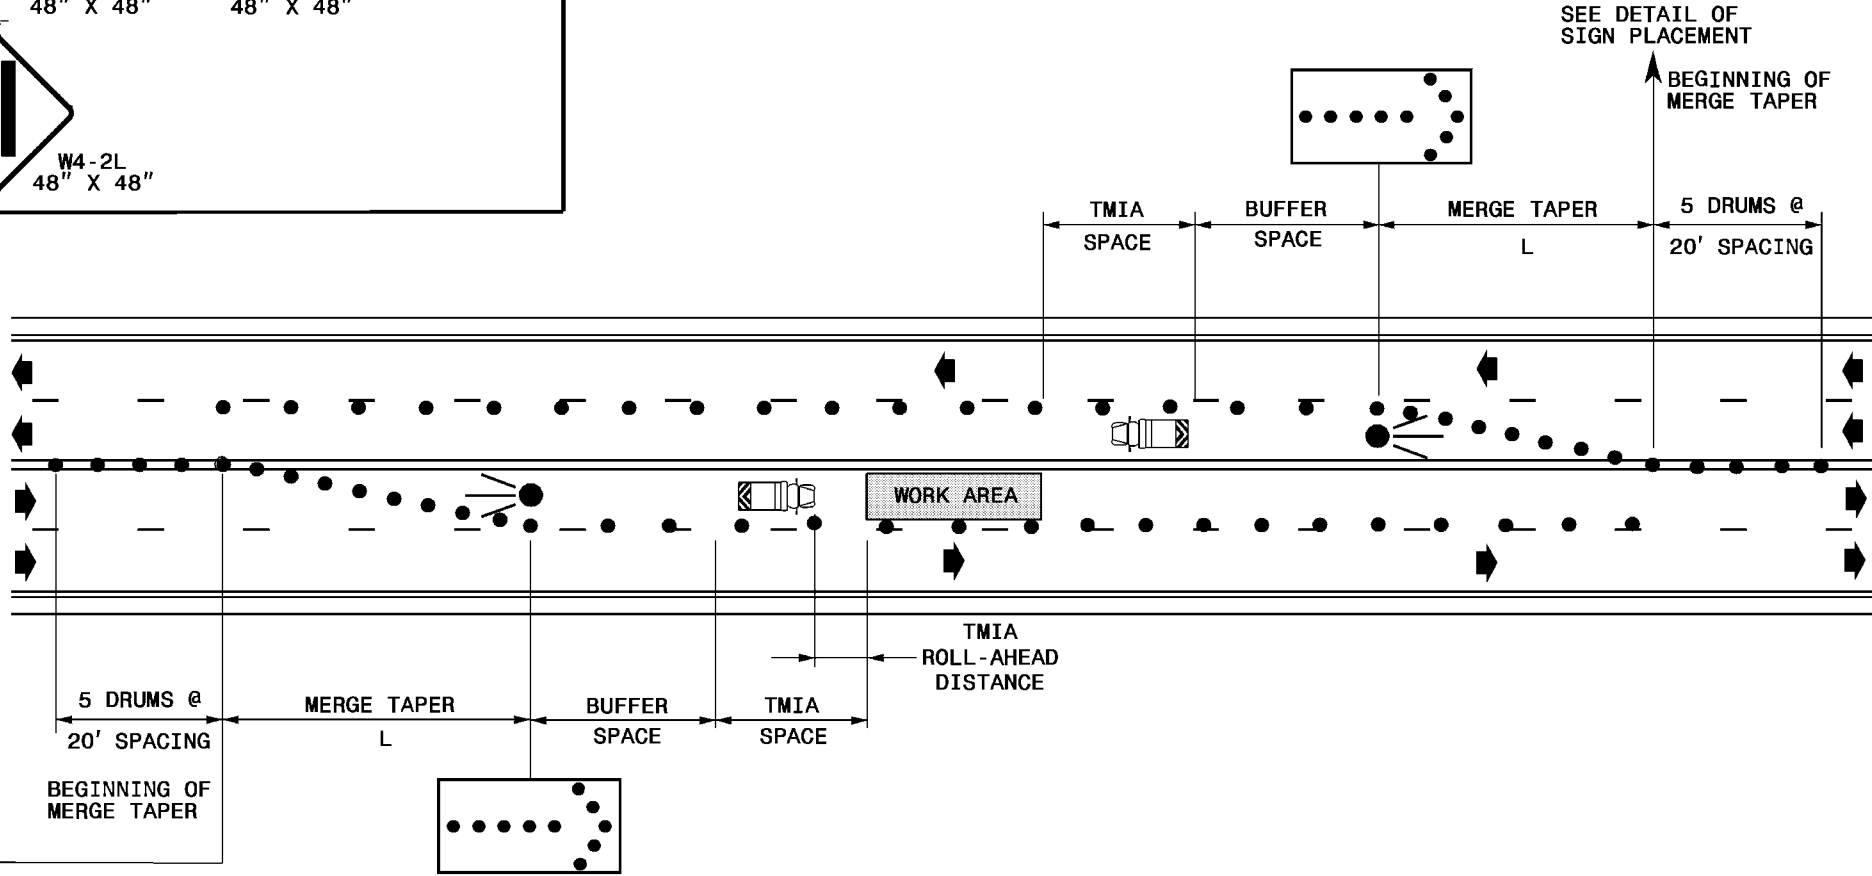 48" X 48"
48" X 48"
W4-2L
48" X 48"
SEE DETAIL OF
SIGN PLACEMENT
BEGINNING OF
MERGE TAPER
TMIA
SPACE
BUFFER
SPACE
MERGE TAPER
L
5 DRUMS @
20' SPACING
WORK AREA
TMIA
ROLL-AHEAD
DISTANCE
5 DRUMS @
20' SPACING
MERGE TAPER
L
BUFFER
SPACE
TMIA
SPACE
BEGINNING OF
MERGE TAPER